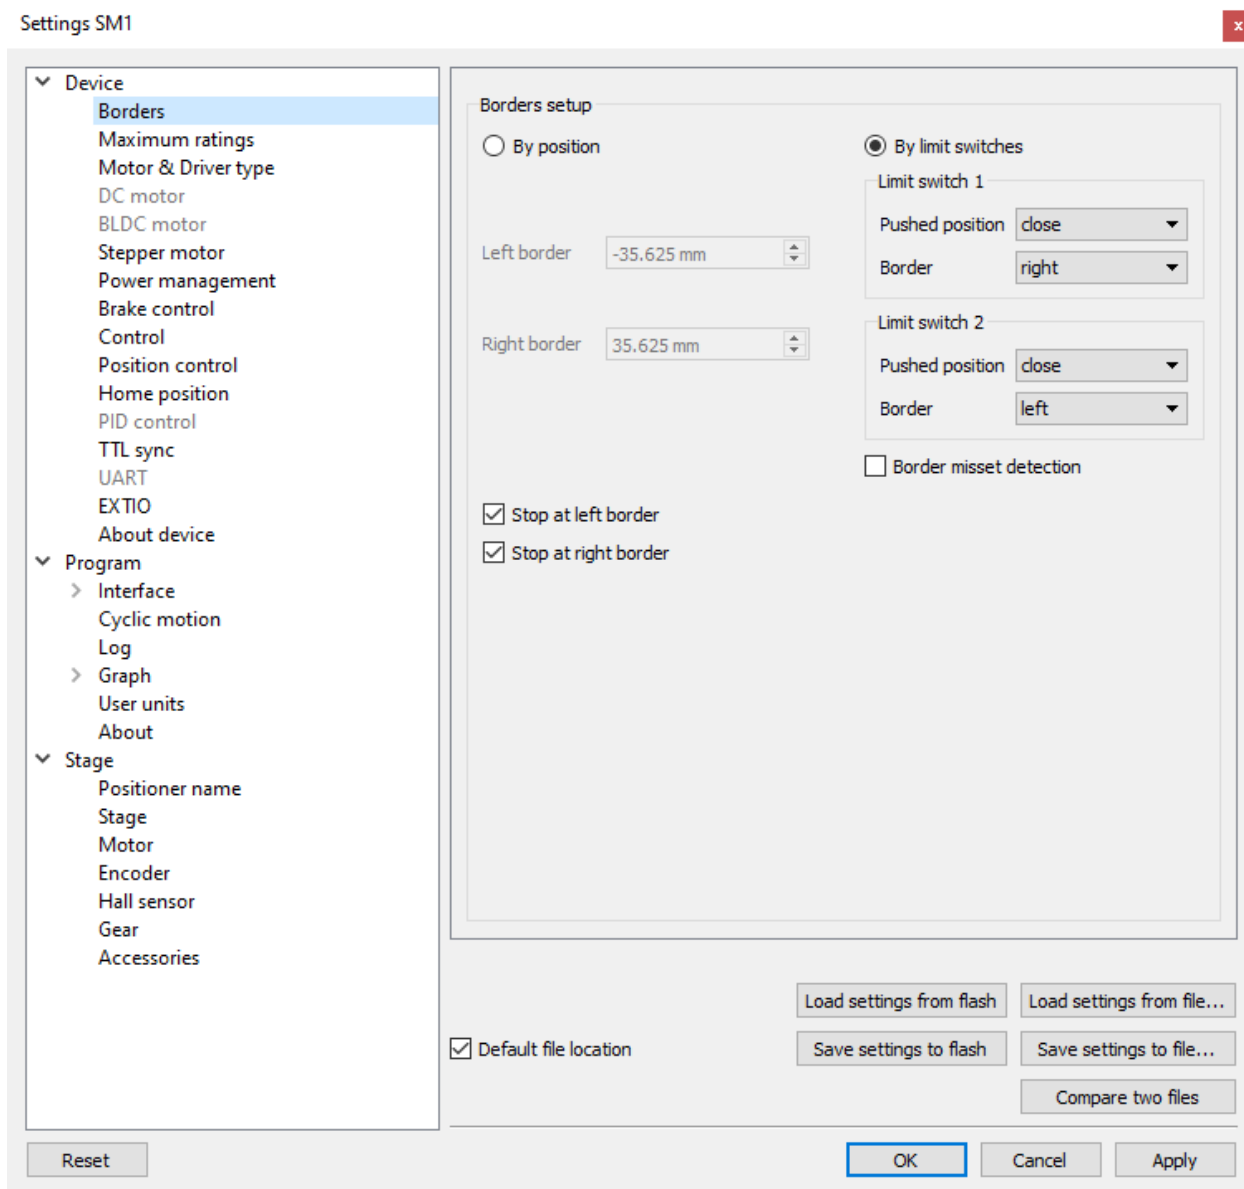 Settings SM1
x
Device
Borders
Maximum ratings
Motor & Driver type
DC motor
BLDC motor
Stepper motor
Power management
Brake control
Control
Position control
Home position
PID control
TTL sync
UART
EXTIO
About device
Program
Interface
Cyclic motion
Log
Graph
User units
About
Stage
Positioner name
Stage
Motor
Encoder
Hall sensor
Gear
Accessories
Borders setup
By position
By limit switches
Limit switch 1
Pushed position close
Border right
Left border -35.625 mm
Right border 35.625 mm
Limit switch 2
Pushed position close
Border left
Border misset detection
Stop at left border
Stop at right border
Load settings from flash
Load settings from file...
Default file location
Save settings to flash
Save settings to file...
Compare two files
Reset
OK
Cancel
Apply